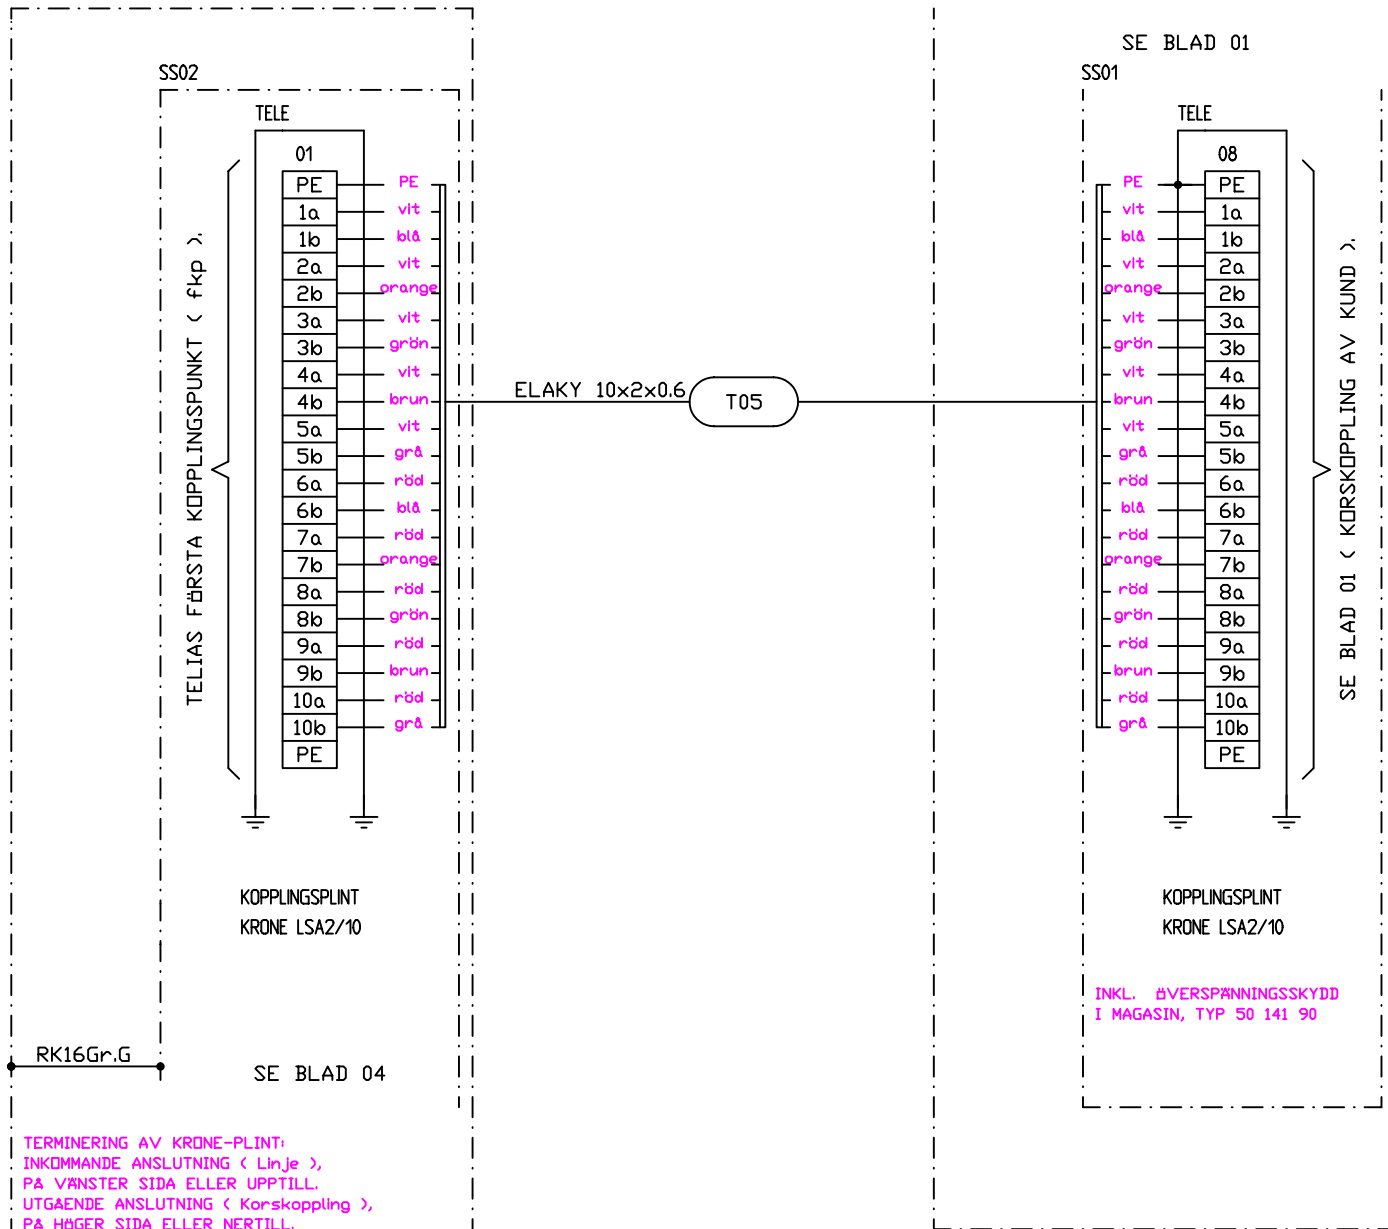 SE BLAD 01
SS02
SS01
TELE
TELE
01
08
PE PE
1a vit
1b blå
2a vit
2b orange
3a vit
3b grön
4a vit
4b brun
5a vit
5b grå
6a röd
6b blå
7a röd
7b orange
8a röd
8b grön
9a röd
9b brun
10a röd
10b grå
PE
TELIAS FÖRSTA KOPPLINGSPUNKT ( fkp ).
ELAKY 10x2x0.6
T05
PE PE
vit 1a
blå 1b
vit 2a
orange 2b
vit 3a
grön 3b
vit 4a
brun 4b
vit 5a
grå 5b
röd 6a
blå 6b
röd 7a
orange 7b
röd 8a
grön 8b
röd 9a
brun 9b
röd 10a
grå 10b
PE
SE BLAD 01 ( KORSKOPPLING AV KUND ).
KOPPLINGSPLINT
KRONE LSA2/10
KOPPLINGSPLINT
KRONE LSA2/10
INKL. ÖVERSPÄNNINGSSKYDD
I MAGASIN, TYP 50 141 90
RK16Gr.G
SE BLAD 04
TERMINERING AV KRONE-PLINT:
INKOMMANDE ANSLUTNING ( Linje ),
PÅ VÄNSTER SIDA ELLER UPPTILL.
UTGÅENDE ANSLUTNING ( Korskoppling ),
PÅ HÖGER SIDA ELLER NERTILL.